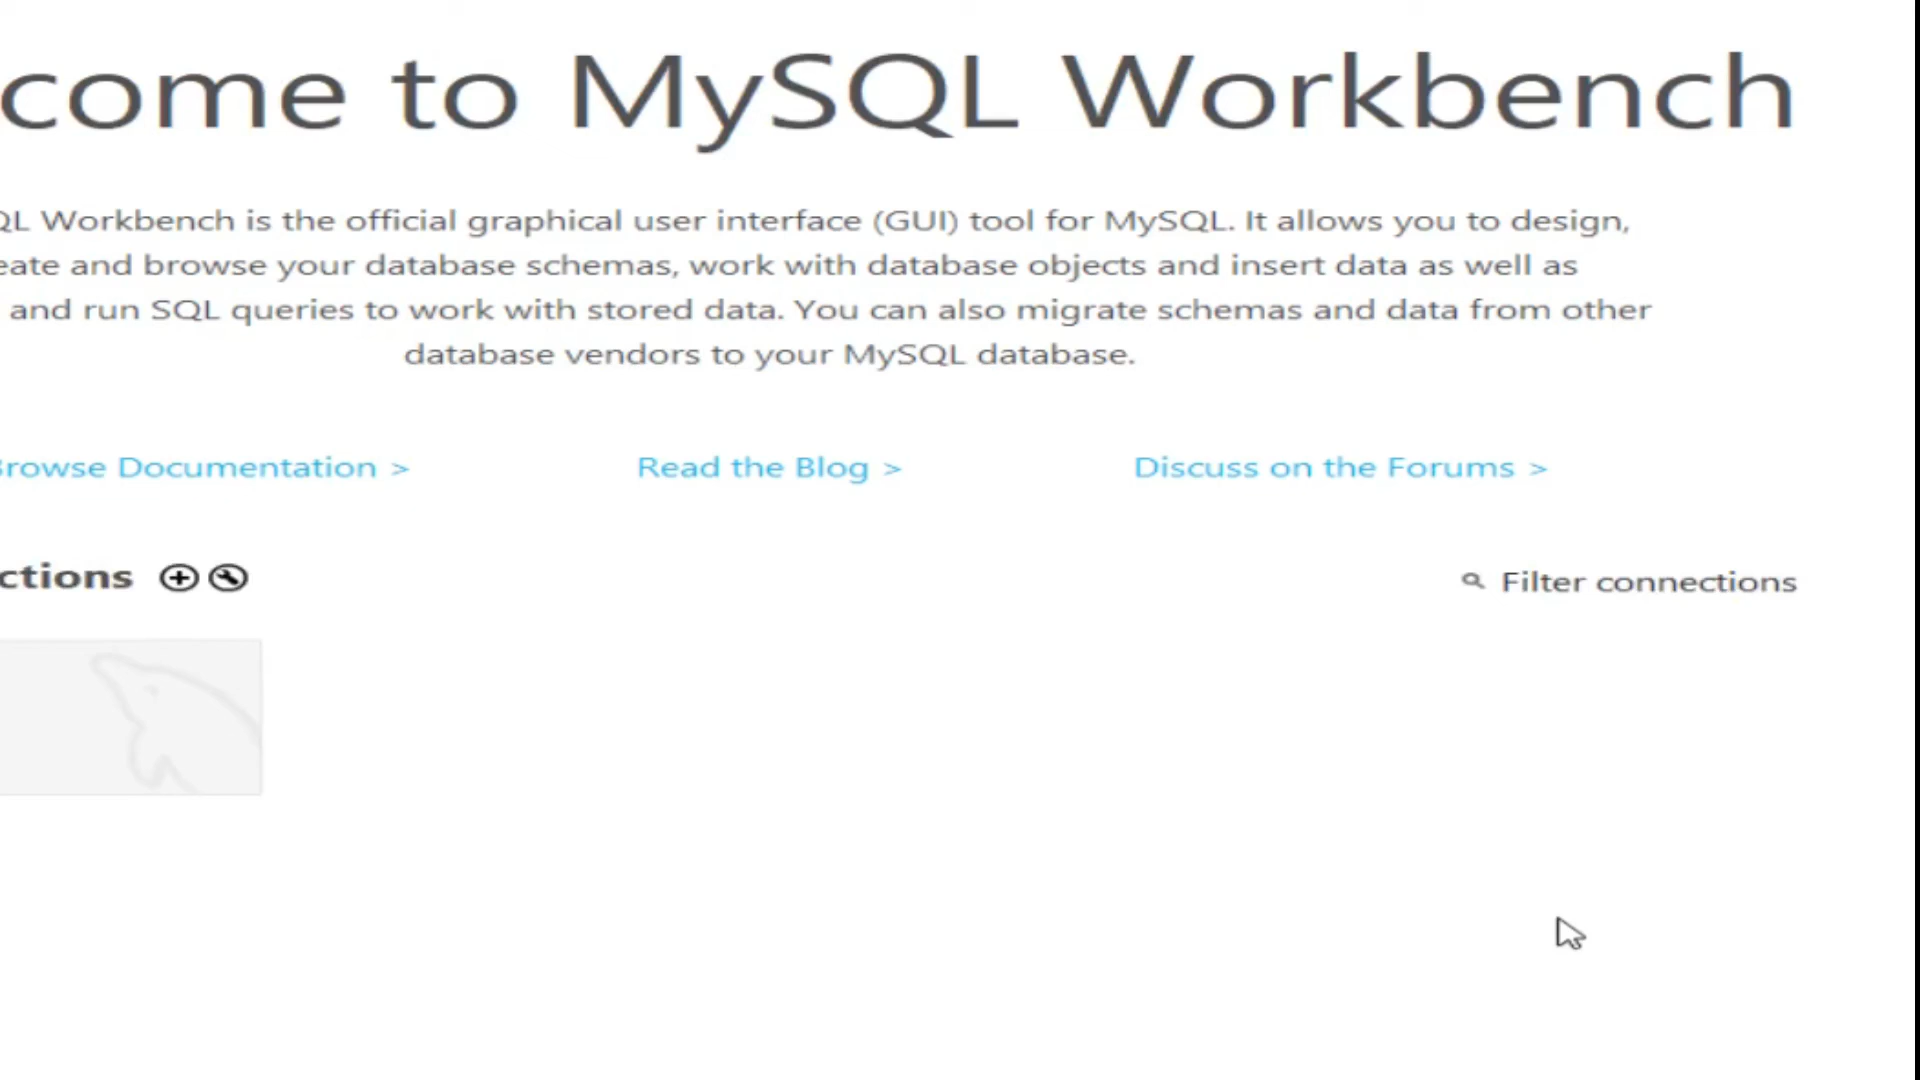 come to MySQL Workbench
QL Workbench is the official graphical user interface (GUI) tool for MySQL. It allows you to design,
eate and browse your database schemas, work with database objects and insert data as well as
and run SQL queries to work with stored data. You can also migrate schemas and data from other
database vendors to your MySQL database.
Browse Documentation > Read the Blog > Discuss on the Forums >
ctions Filter connections